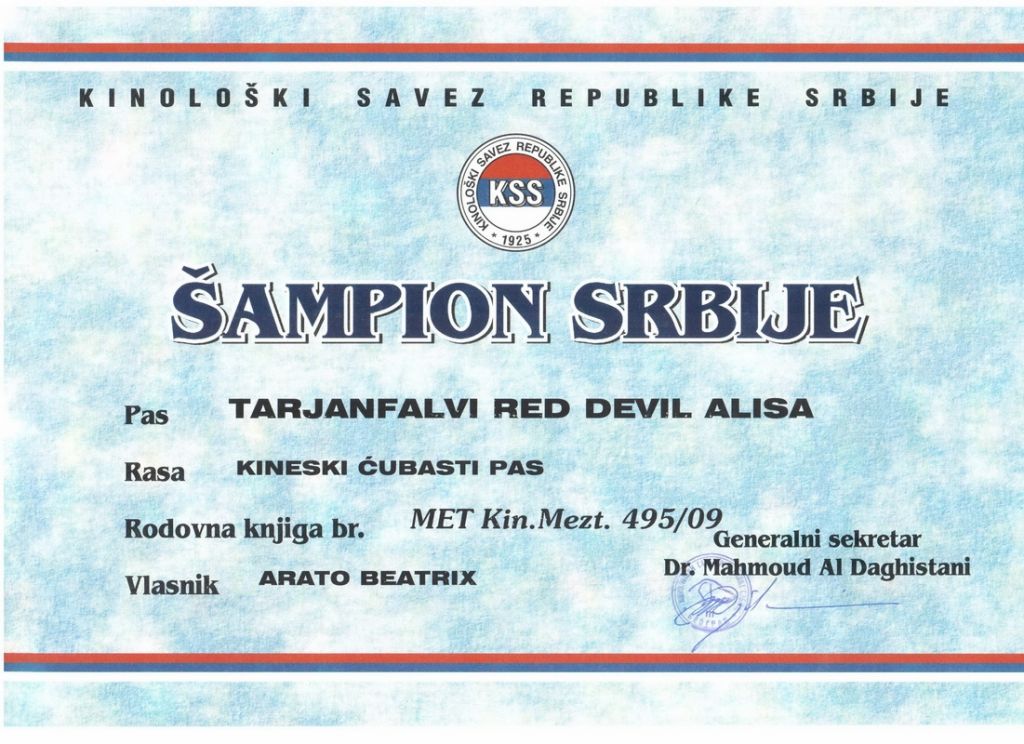 KINOLOŠKI SAVEZ REPUBLIKE SRBIJE
KINOLOŠKI SAVEZ REPUBLIKE SRBIJE
KSS
* 1925 *
ŠAMPION SRBIJE
Pas TARJANFALVI RED DEVIL ALISA
Rasa KINESKI ĆUBASTI PAS
Rodovna knjiga br. MET Kin.Mezt. 495/09
Vlasnik ARATO BEATRIX
Generalni sekretar
Dr. Mahmoud Al Daghistani